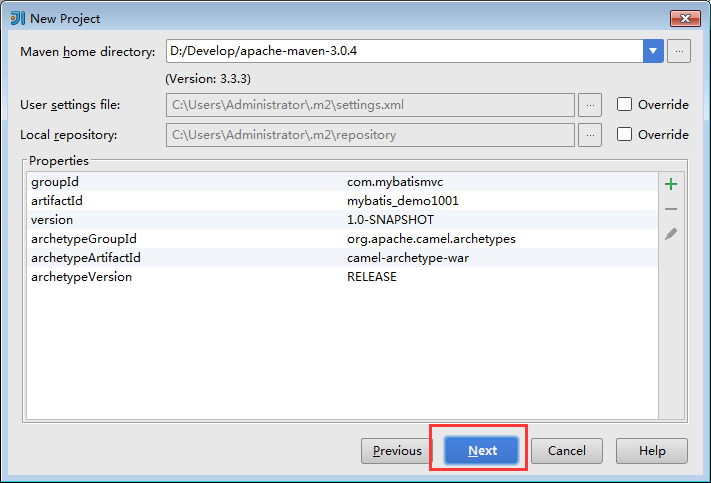 New Project
Maven home directory: D:/Develop/apache-maven-3.0.4 ...
(Version: 3.3.3)
User settings file: C:\Users\Administrator\.m2\settings.xml ... Override
Local repository: C:\Users\Administrator\.m2\repository ... Override
Properties
groupId com.mybatismvc
artifactId mybatis_demo1001
version 1.0-SNAPSHOT
archetypeGroupId org.apache.camel.archetypes
archetypeArtifactId camel-archetype-war
archetypeVersion RELEASE
Previous Next Cancel Help